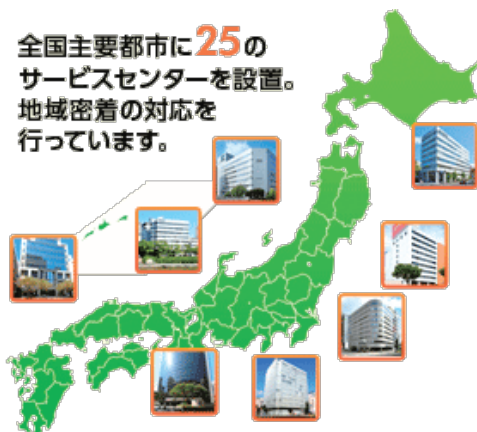 全国主要都市に25の
サービスセンターを設置。
地域密着の対応を
行っています。